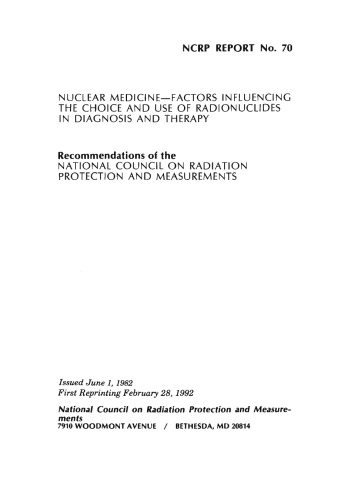 NCRP REPORT No. 70
NUCLEAR MEDICINE—FACTORS INFLUENCING
THE CHOICE AND USE OF RADIONUCLIDES
IN DIAGNOSIS AND THERAPY
Recommendations of the
NATIONAL COUNCIL ON RADIATION
PROTECTION AND MEASUREMENTS
Issued June 1, 1982
First Reprinting February 28, 1992
National Council on Radiation Protection and Measure-
ments
7910 WOODMONT AVENUE / BETHESDA, MD 20814